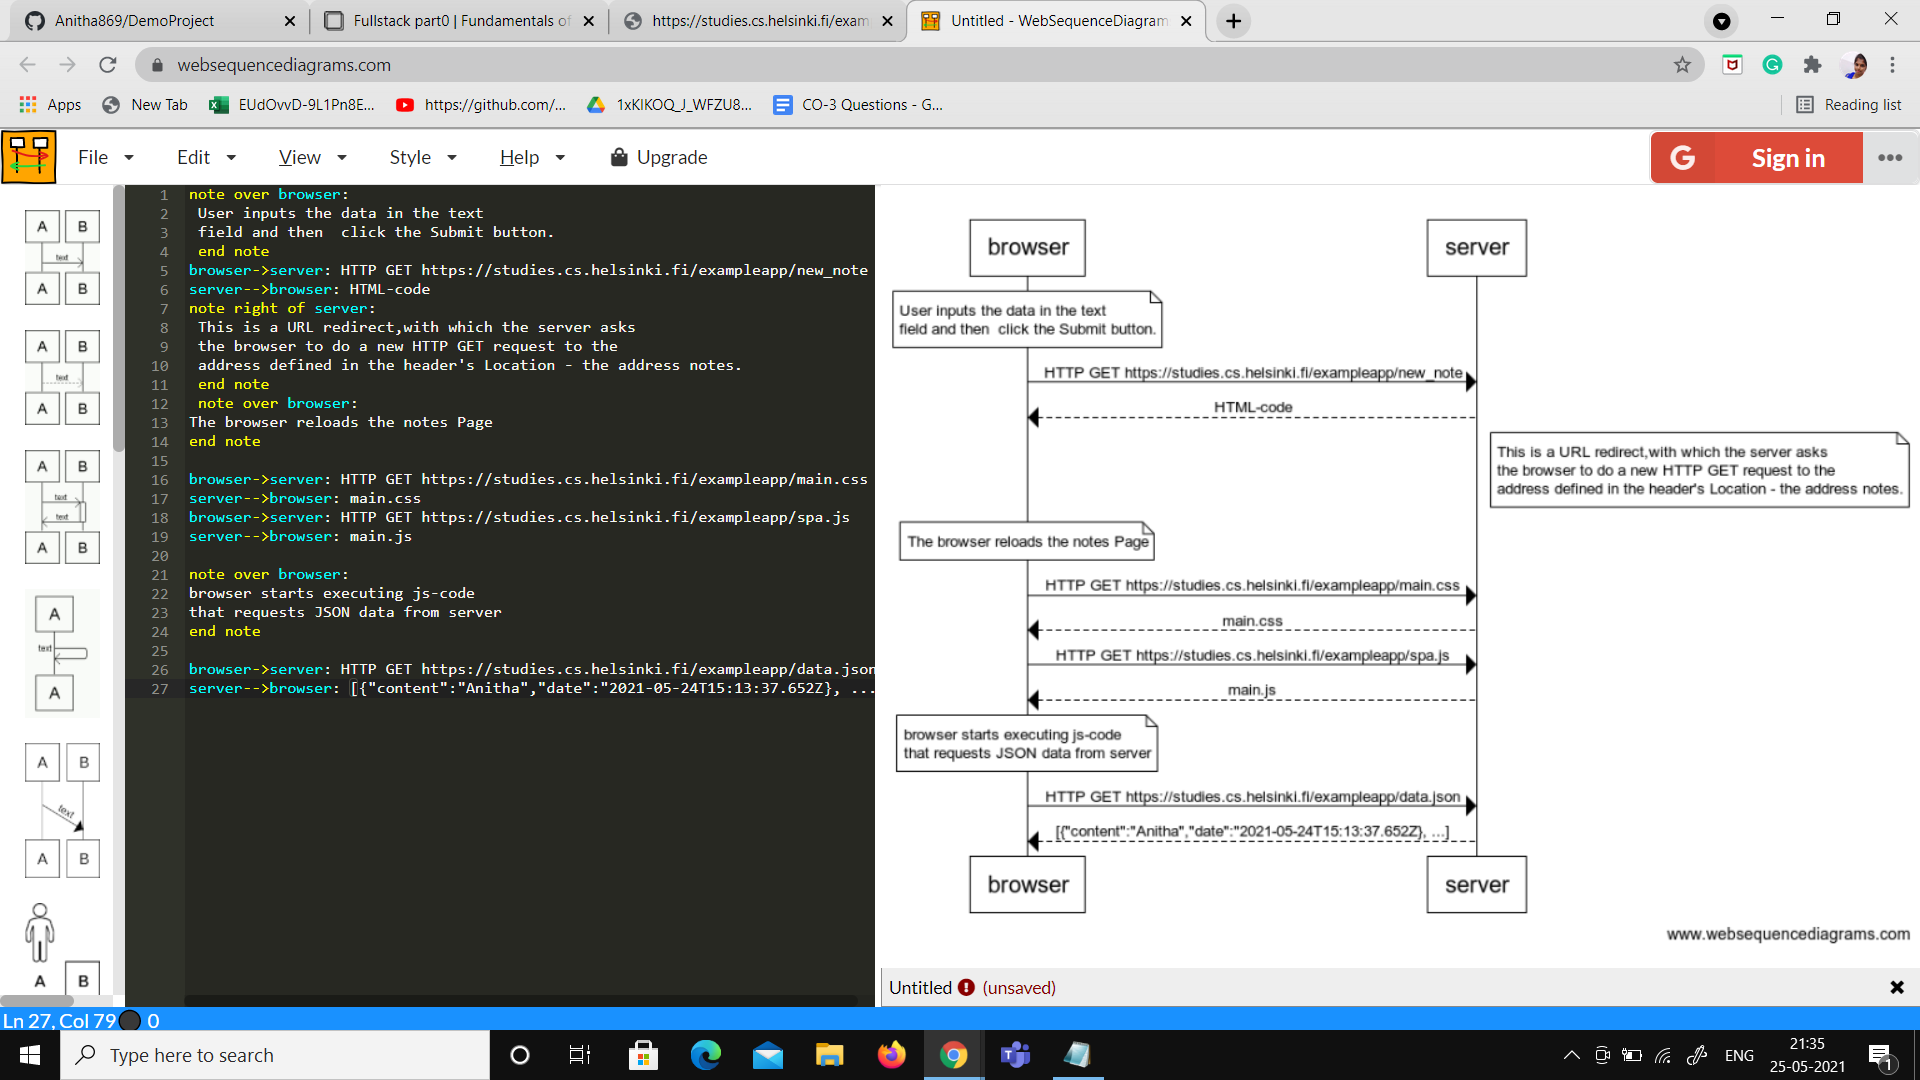 Anitha869/DemoProject
Fullstack part0 | Fundamentals of
https://studies.cs.helsinki.fi/exam
Untitled - WebSequenceDiagram
websequencediagrams.com
Apps
New Tab
EUdOvvD-9L1Pn8E...
https://github.com/...
1xKIKOQ_J_WFZU8...
CO-3 Questions - G...
Reading list
File
Edit
View
Style
Help
Upgrade
G
Sign in
A B
text
A B
A B
text
A B
A B
text
text
A B
A
text
A
A B
text
A B
A B
1 note over browser:
2 User inputs the data in the text
3 field and then  click the Submit button.
4 end note
5 browser->server: HTTP GET https://studies.cs.helsinki.fi/exampleapp/new_note
6 server-->browser: HTML-code
7 note right of server:
8 This is a URL redirect,with which the server asks
9 the browser to do a new HTTP GET request to the
10 address defined in the header's Location - the address notes.
11 end note
12 note over browser:
13 The browser reloads the notes Page
14 end note
15
16 browser->server: HTTP GET https://studies.cs.helsinki.fi/exampleapp/main.css
17 server-->browser: main.css
18 browser->server: HTTP GET https://studies.cs.helsinki.fi/exampleapp/spa.js
19 server-->browser: main.js
20
21 note over browser:
22 browser starts executing js-code
23 that requests JSON data from server
24 end note
25
26 browser->server: HTTP GET https://studies.cs.helsinki.fi/exampleapp/data.json
27 server-->browser: [{"content":"Anitha","date":"2021-05-24T15:13:37.652Z}, ...
browser
server
User inputs the data in the text
field and then  click the Submit button.
HTTP GET https://studies.cs.helsinki.fi/exampleapp/new_note
HTML-code
This is a URL redirect,with which the server asks
the browser to do a new HTTP GET request to the
address defined in the header's Location - the address notes.
The browser reloads the notes Page
HTTP GET https://studies.cs.helsinki.fi/exampleapp/main.css
main.css
HTTP GET https://studies.cs.helsinki.fi/exampleapp/spa.js
main.js
browser starts executing js-code
that requests JSON data from server
HTTP GET https://studies.cs.helsinki.fi/exampleapp/data.json
[{"content":"Anitha","date":"2021-05-24T15:13:37.652Z}, ...]
browser
server
www.websequencediagrams.com
Untitled (unsaved)
Ln 27, Col 79 0
Type here to search
ENG
21:35
25-05-2021
1